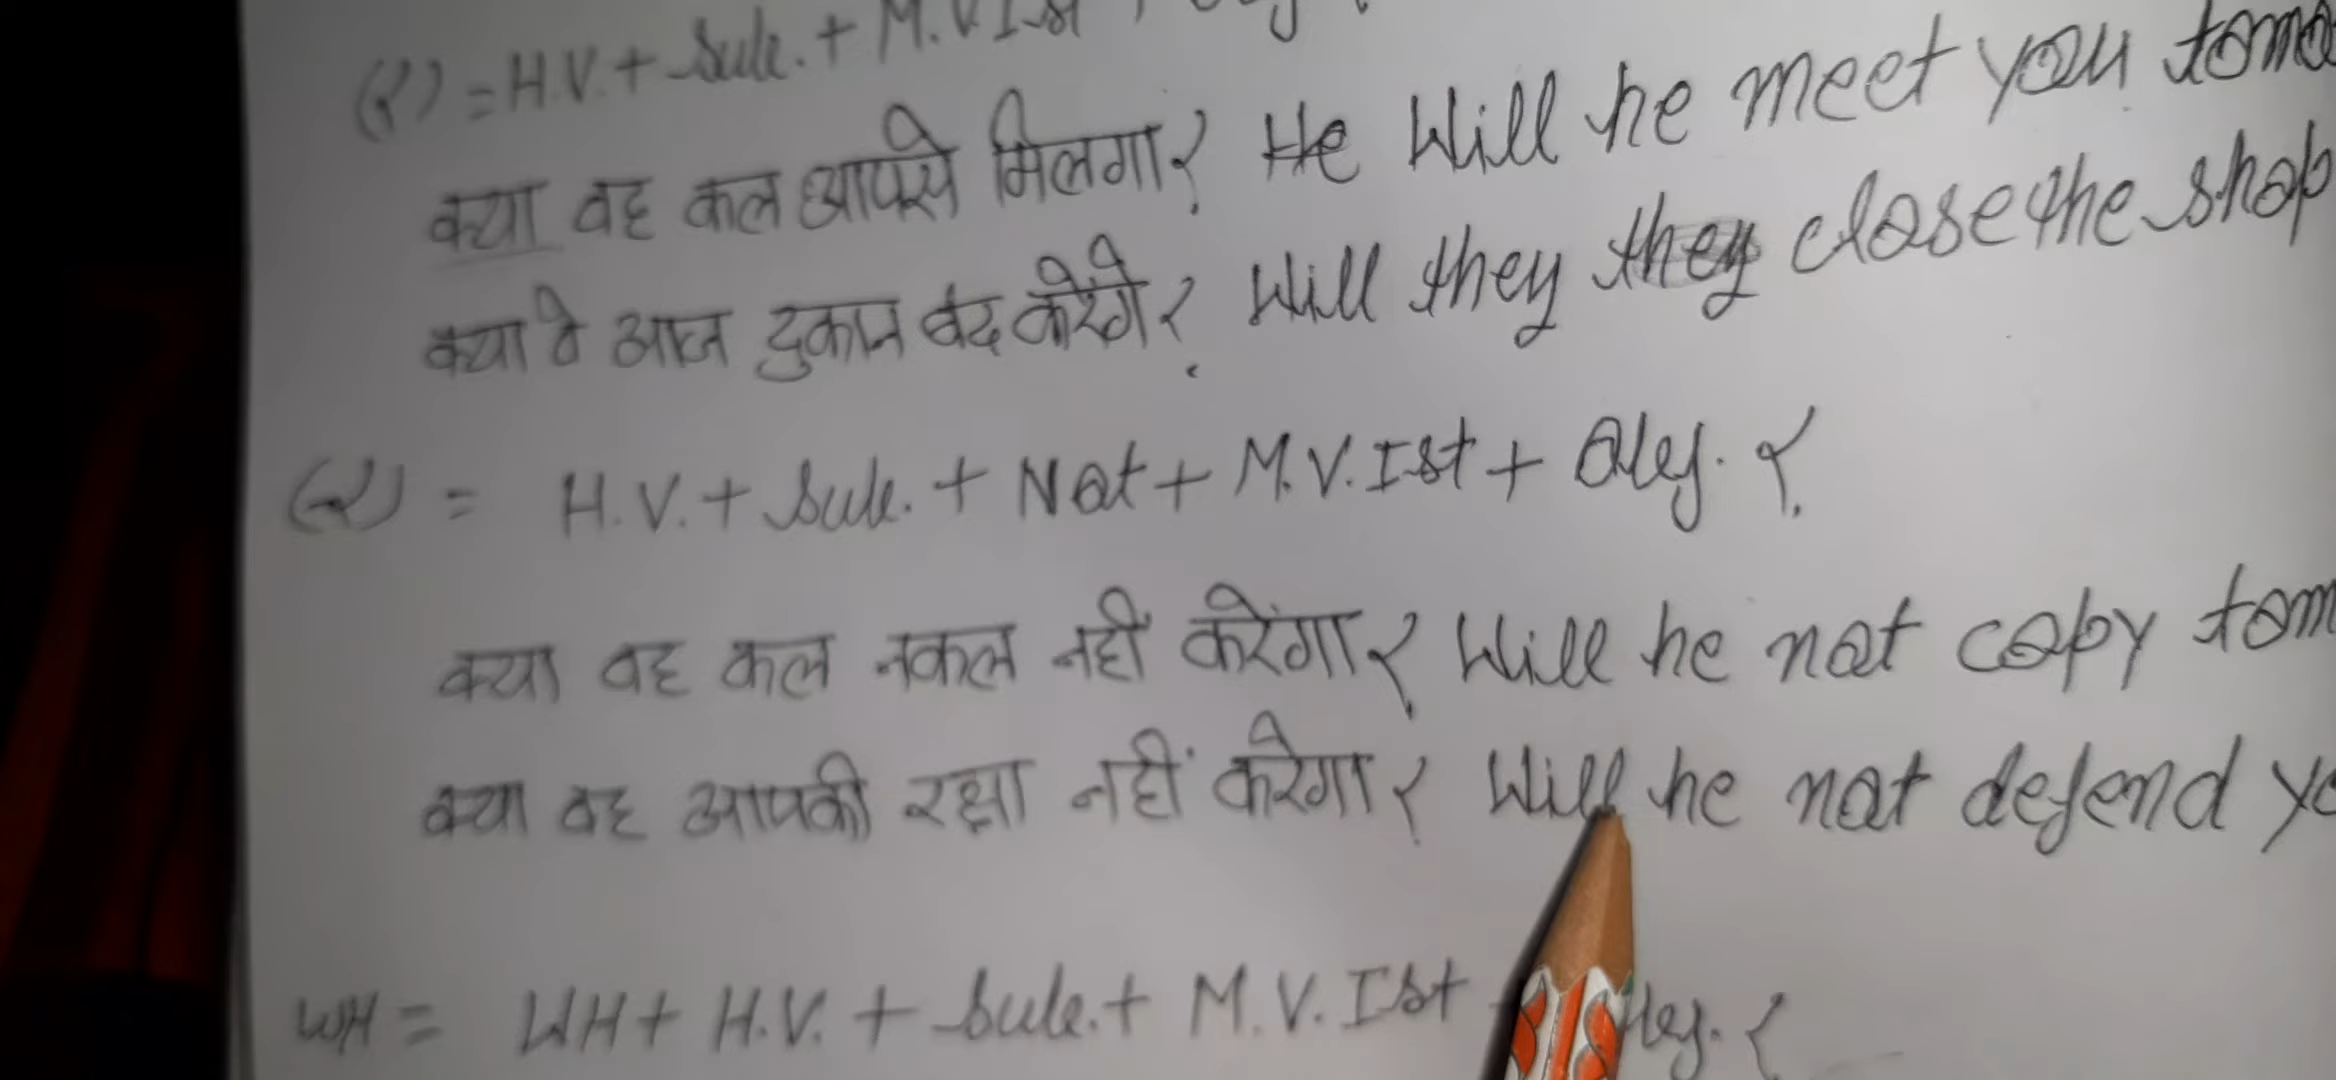 (?) = H.V. + Sub. + M.V Ist
क्या वह कल आपसे मिलगा? He Will he meet you
क्या वे आज दुकान बंद करेंगे? Will they they close the shop
= H.V. + Sub. + Not + M.V. Ist + Obj. ?
क्या वह कल नकल नहीं करेंगा? Will he not copy
क्या वह आपकी रक्षा नहीं करेगा? Will he not defend
WH = WH + H.V. + Sub. + M.V. Ist ?